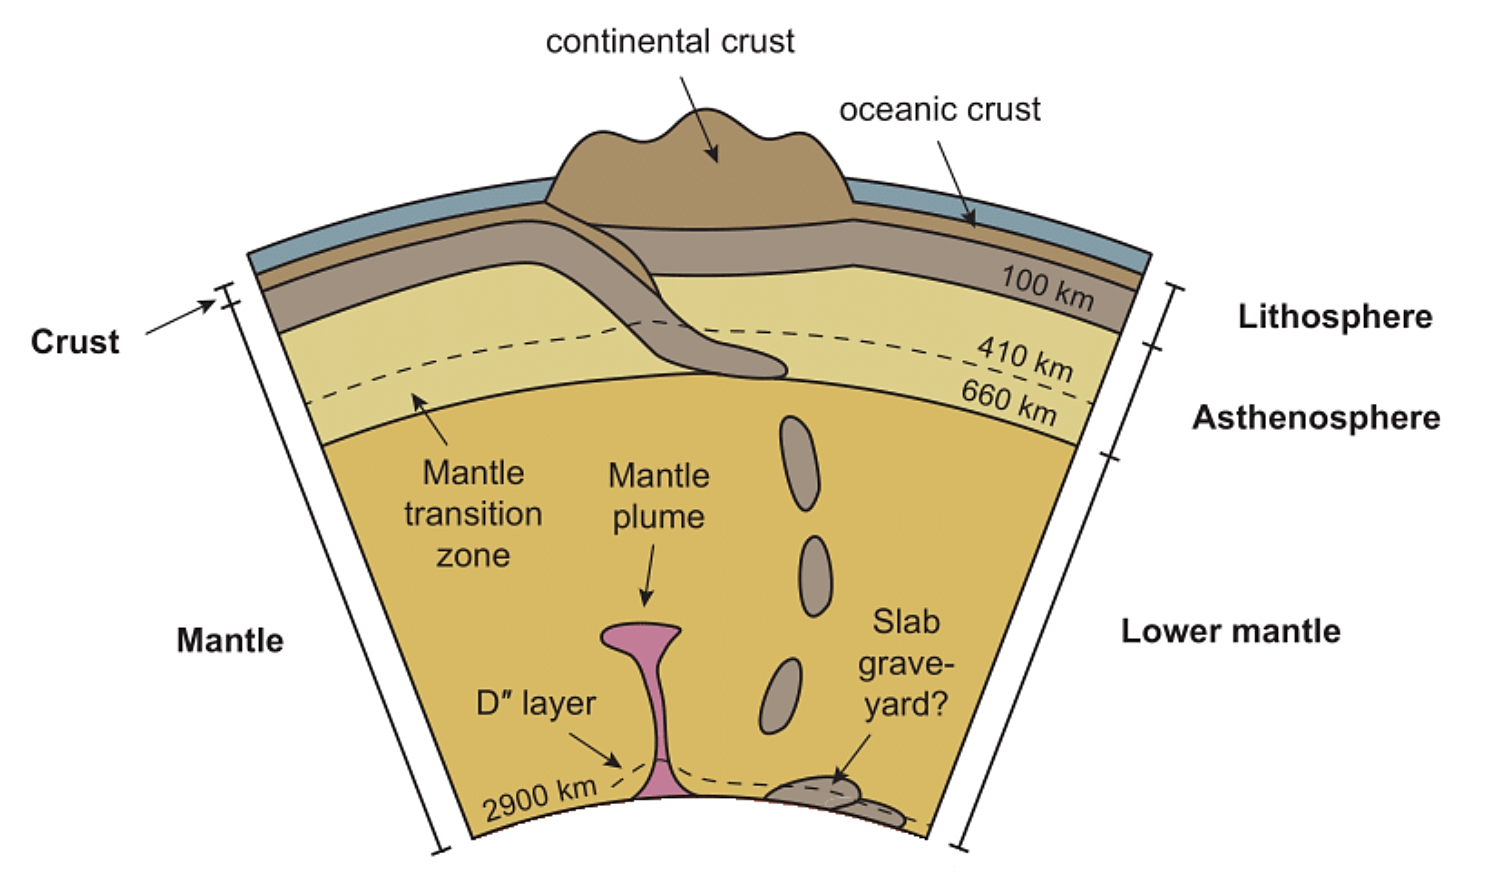 continental crust
oceanic crust
100 km
Lithosphere
Crust
410 km
660 km
Asthenosphere
Mantle
transition
zone
Mantle
plume
Slab
grave-
yard?
Mantle
Lower mantle
D″ layer
2900 km